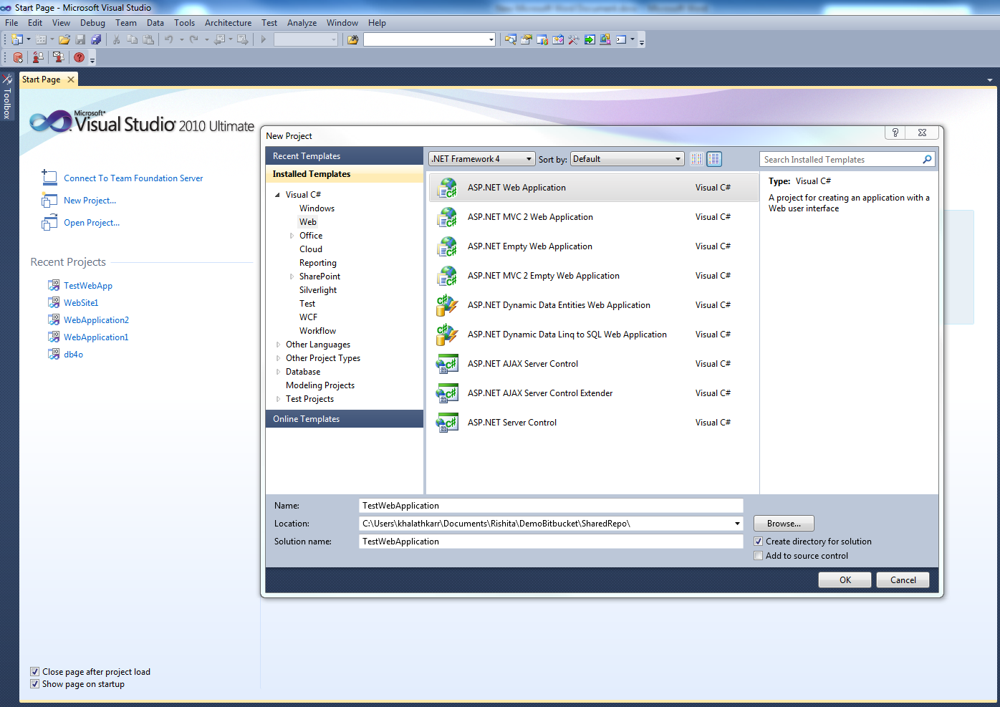 Start Page - Microsoft Visual Studio
File Edit View Debug Team Data Tools Architecture Test Analyze Window Help
Toolbox
Start Page
Microsoft®
Visual Studio® 2010 Ultimate
Connect To Team Foundation Server
New Project...
Open Project...
Recent Projects
TestWebApp
WebSite1
WebApplication2
WebApplication1
db4o
Close page after project load
Show page on startup
New Project
Recent Templates
Installed Templates
Visual C#
Windows
Web
Office
Cloud
Reporting
SharePoint
Silverlight
Test
WCF
Workflow
Other Languages
Other Project Types
Database
Modeling Projects
Test Projects
Online Templates
.NET Framework 4 Sort by: Default
ASP.NET Web Application Visual C#
ASP.NET MVC 2 Web Application Visual C#
ASP.NET Empty Web Application Visual C#
ASP.NET MVC 2 Empty Web Application Visual C#
ASP.NET Dynamic Data Entities Web Application Visual C#
ASP.NET Dynamic Data Linq to SQL Web Application Visual C#
ASP.NET AJAX Server Control Visual C#
ASP.NET AJAX Server Control Extender Visual C#
ASP.NET Server Control Visual C#
Search Installed Templates
Type: Visual C#
A project for creating an application with a
Web user interface
Name: TestWebApplication
Location: C:\Users\khalathkarr\Documents\Rishita\DemoBitbucket\SharedRepo\ Browse...
Solution name: TestWebApplication
Create directory for solution
Add to source control
OK Cancel